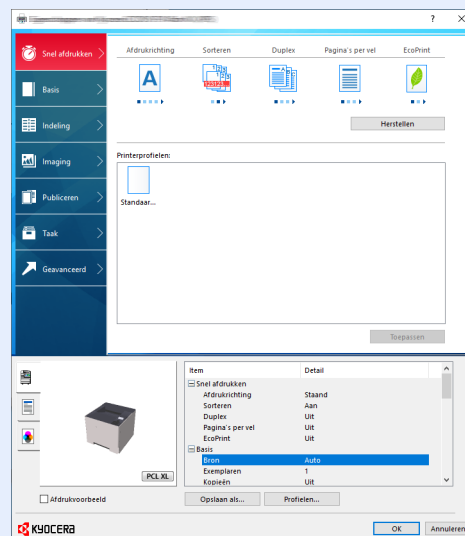 ?
Snel afdrukken
Afdrukrichting Sorteren Duplex Pagina's per vel EcoPrint
A
123123
Basis
Indeling
Herstellen
Imaging
Printerprofielen:
Publiceren
Standaar...
Taak
Geavanceerd
Toepassen
Item Detail
Snel afdrukken
Afdrukrichting Staand
Sorteren Aan
Duplex Uit
Pagina's per vel Uit
EcoPrint Uit
Basis
Bron Auto
Exemplaren 1
Kopieën Uit
PCL XL
Afdrukvoorbeeld
Opslaan als... Profielen...
KYOCERA
OK Annuleren